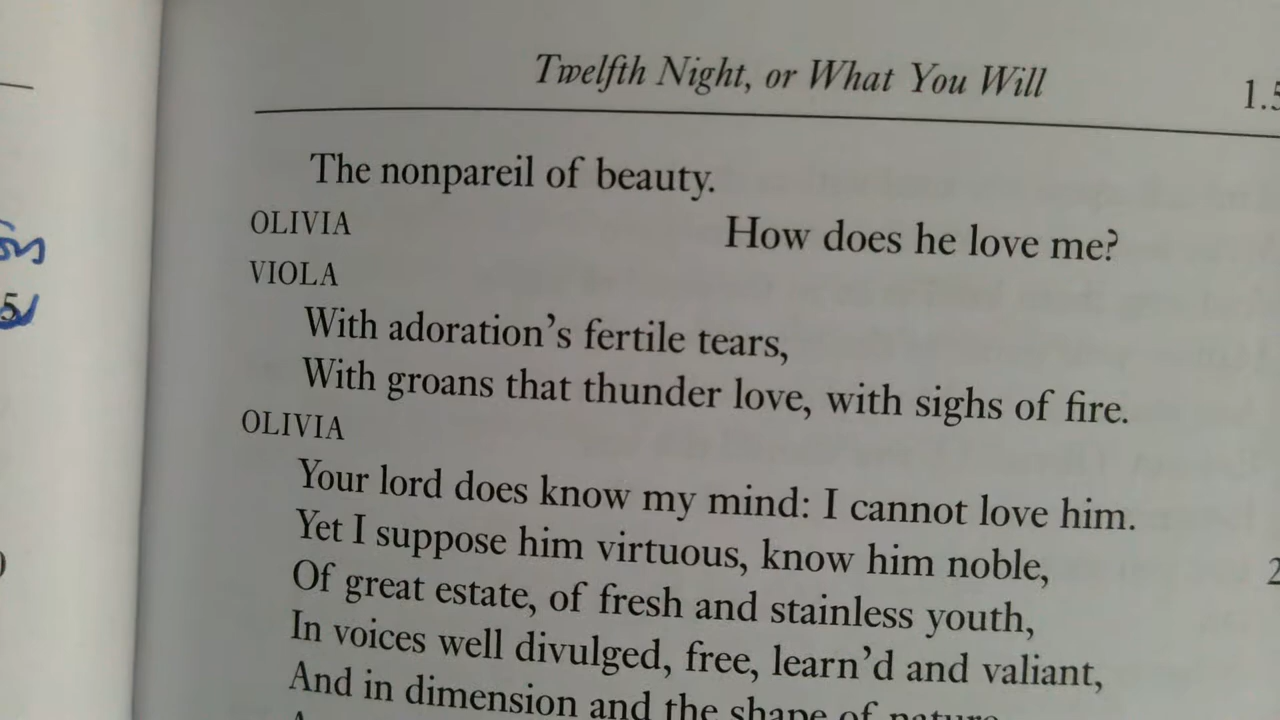 Twelfth Night, or What You Will
The nonpareil of beauty.
OLIVIA How does he love me?
VIOLA
With adoration's fertile tears,
With groans that thunder love, with sighs of fire.
OLIVIA
Your lord does know my mind: I cannot love him.
Yet I suppose him virtuous, know him noble,
Of great estate, of fresh and stainless youth,
In voices well divulged, free, learn'd and valiant,
And in dimension and the shape of nature